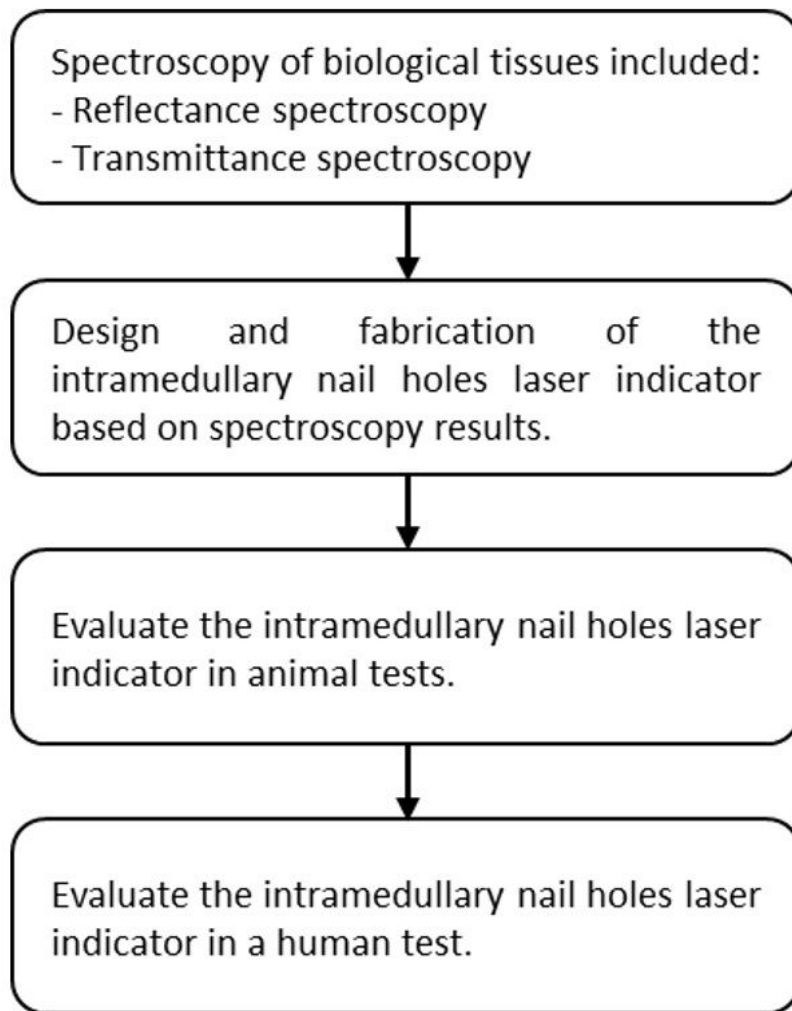 Spectroscopy of biological tissues included:
- Reflectance spectroscopy
- Transmittance spectroscopy
Design and fabrication of the
intramedullary nail holes laser indicator
based on spectroscopy results.
Evaluate the intramedullary nail holes laser
indicator in animal tests.
Evaluate the intramedullary nail holes laser
indicator in a human test.